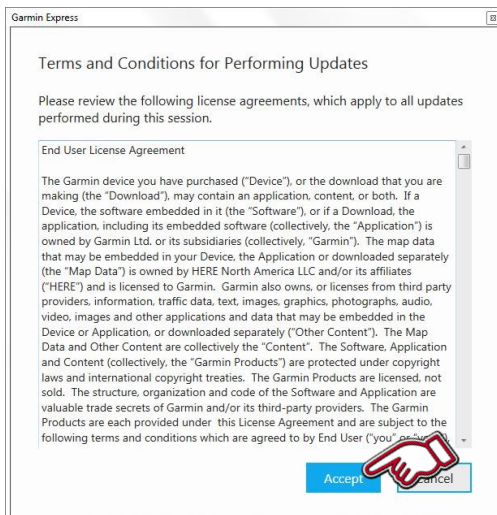 Garmin Express
Terms and Conditions for Performing Updates
Please review the following license agreements, which apply to all updates
performed during this session.
End User License Agreement
The Garmin device you have purchased (“Device”), or the download that you are
making (the “Download”), may contain an application, content, or both.  If a
Device, the software embedded in it (the “Software”), or if a Download, the
application, including its embedded software (collectively, the “Application”) is
owned by Garmin Ltd. or its subsidiaries (collectively, “Garmin”).  The map data
that may be embedded in your Device, the Application or downloaded separately
(the “Map Data”) is owned by HERE North America LLC and/or its affiliates
(“HERE”) and is licensed to Garmin.  Garmin also owns, or licenses from third party
providers, information, traffic data, text, images, graphics, photographs, audio,
video, images and other applications and data that may be embedded in the
Device or Application, or downloaded separately (“Other Content”).  The Map
Data and Other Content are collectively the “Content”.  The Software, Application
and Content (collectively, the “Garmin Products”) are protected under copyright
laws and international copyright treaties.  The Garmin Products are licensed, not
sold.  The structure, organization and code of the Software and Application are
valuable trade secrets of Garmin and/or its third-party providers.  The Garmin
Products are each provided under  this License Agreement and are subject to the
following terms and conditions which are agreed to by End User (“you” or
Accept Cancel